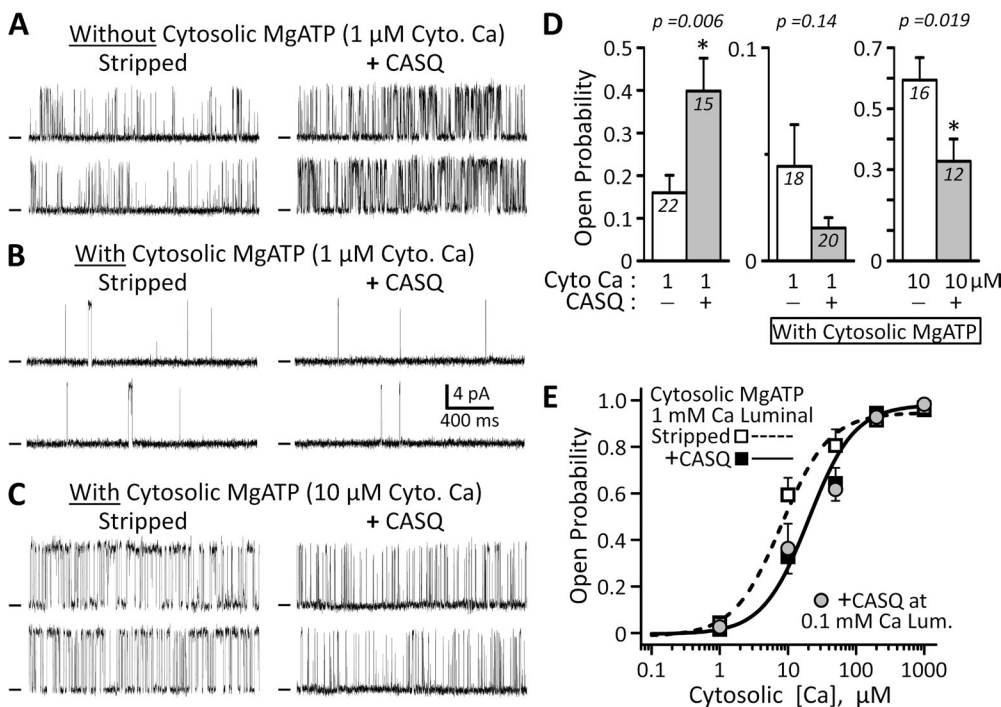 A
Without Cytosolic MgATP (1 µM Cyto. Ca)
Stripped + CASQ
B
With Cytosolic MgATP (1 µM Cyto. Ca)
Stripped + CASQ
4 pA
400 ms
C
With Cytosolic MgATP (10 µM Cyto. Ca)
Stripped + CASQ
D
p =0.006 p =0.14 p =0.019
Open Probability
0.5
0.4
0.3
0.2
0.1
0
22
*
15
0.1
0
18
20
0.7
0.6
0.3
0.1
0
16
*
12
Cyto Ca : 1 1 1 1 10 10 µM
CASQ : – + – + – +
With Cytosolic MgATP
E
Cytosolic MgATP
1 mM Ca Luminal
Stripped
+CASQ
+CASQ at
0.1 mM Ca Lum.
Open Probability
1.0
0.8
0.6
0.4
0.2
0
0.1 1 10 100 1000
Cytosolic [Ca], µM